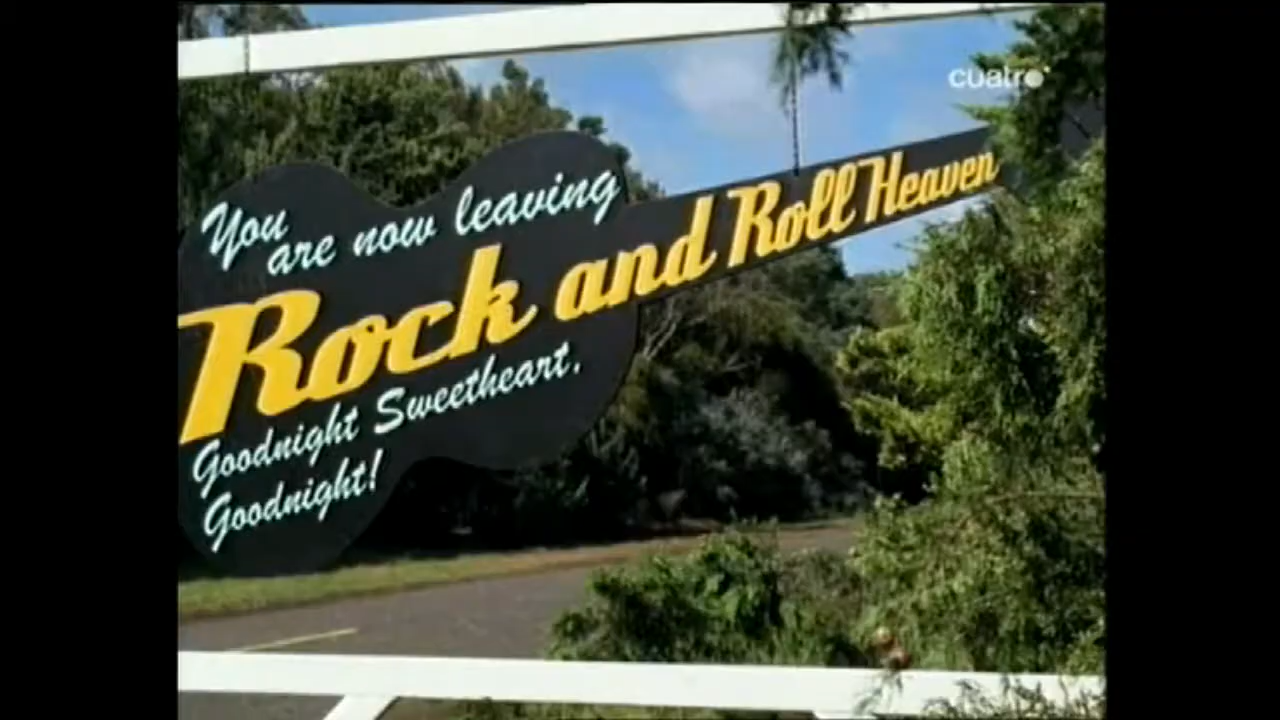 cuatro
You
are now leaving
Rock and Roll Heaven
Goodnight Sweetheart.
Goodnight!